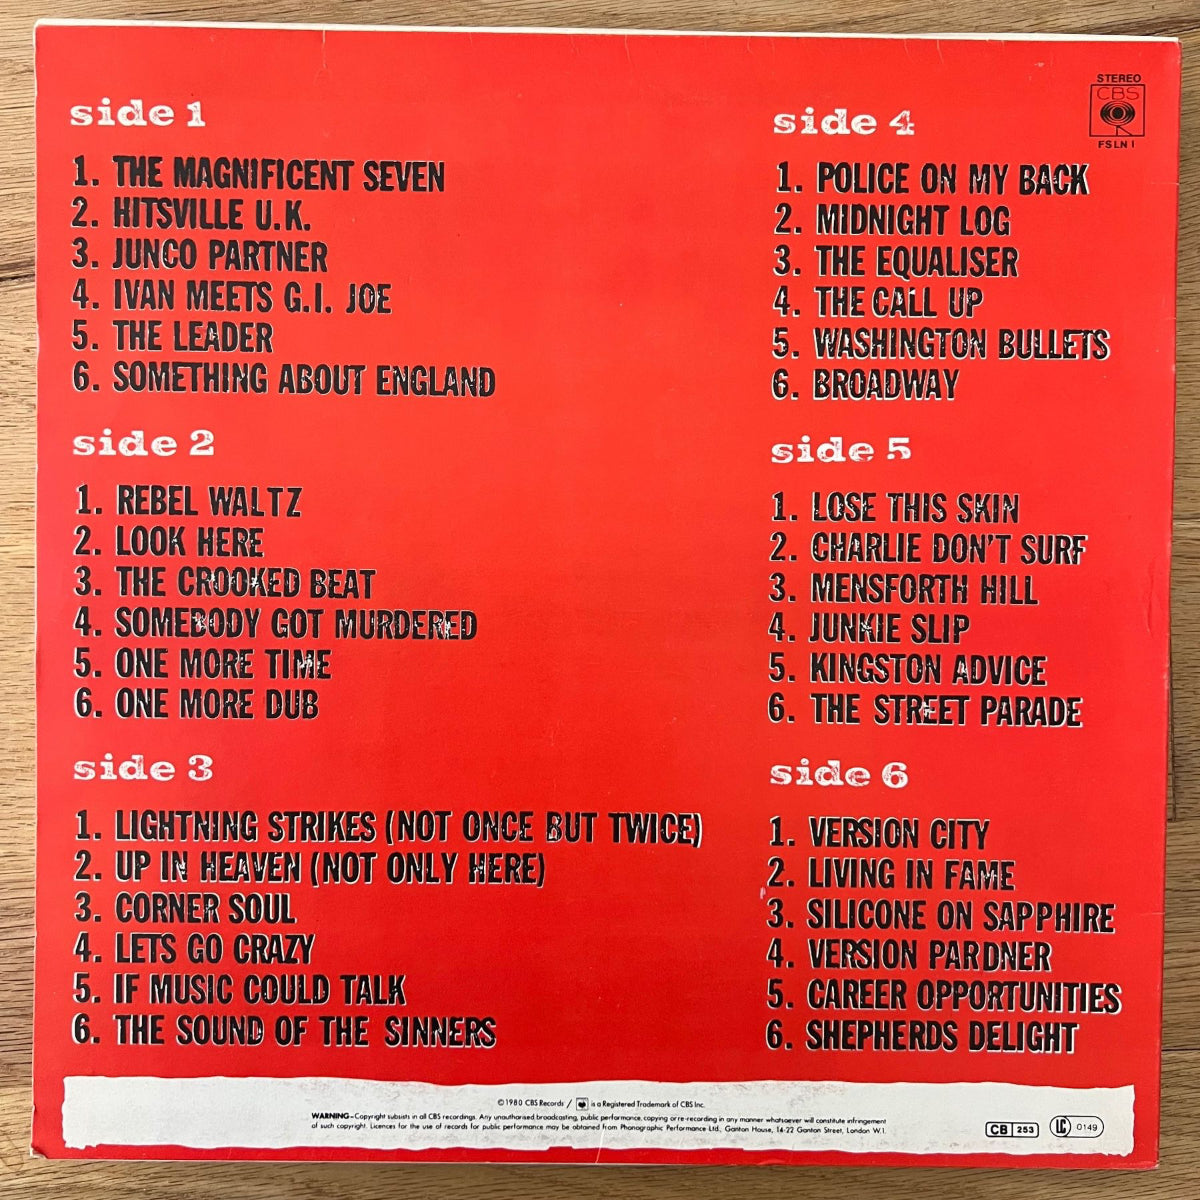 side 1
1. THE MAGNIFICENT SEVEN
2. HITSVILLE U.K.
3. JUNCO PARTNER
4. IVAN MEETS G.I. JOE
5. THE LEADER
6. SOMETHING ABOUT ENGLAND
side 2
1. REBEL WALTZ
2. LOOK HERE
3. THE CROOKED BEAT
4. SOMEBODY GOT MURDERED
5. ONE MORE TIME
6. ONE MORE DUB
side 3
1. LIGHTNING STRIKES (NOT ONCE BUT TWICE)
2. UP IN HEAVEN (NOT ONLY HERE)
3. CORNER SOUL
4. LETS GO CRAZY
5. IF MUSIC COULD TALK
6. THE SOUND OF THE SINNERS
STEREO
CBS
FSLN 1
side 4
1. POLICE ON MY BACK
2. MIDNIGHT LOG
3. THE EQUALISER
4. THE CALL UP
5. WASHINGTON BULLETS
6. BROADWAY
side 5
1. LOSE THIS SKIN
2. CHARLIE DON'T SURF
3. MENSFORTH HILL
4. JUNKIE SLIP
5. KINGSTON ADVICE
6. THE STREET PARADE
side 6
1. VERSION CITY
2. LIVING IN FAME
3. SILICONE ON SAPPHIRE
4. VERSION PARDNER
5. CAREER OPPORTUNITIES
6. SHEPHERDS DELIGHT
©1980 CBS Records / is a Registered Trademark of CBS Inc.
WARNING–Copyright subsists in all CBS recordings. Any unauthorised broadcasting, public performance, copying or re-recording in any manner whatsoever will constitute infringement
of such copyright. Licences for the use of records for public performance may be obtained from Phonographic Performance Ltd., Ganton House, 14-22 Ganton Street, London W.1.
CB 253 LC 0149